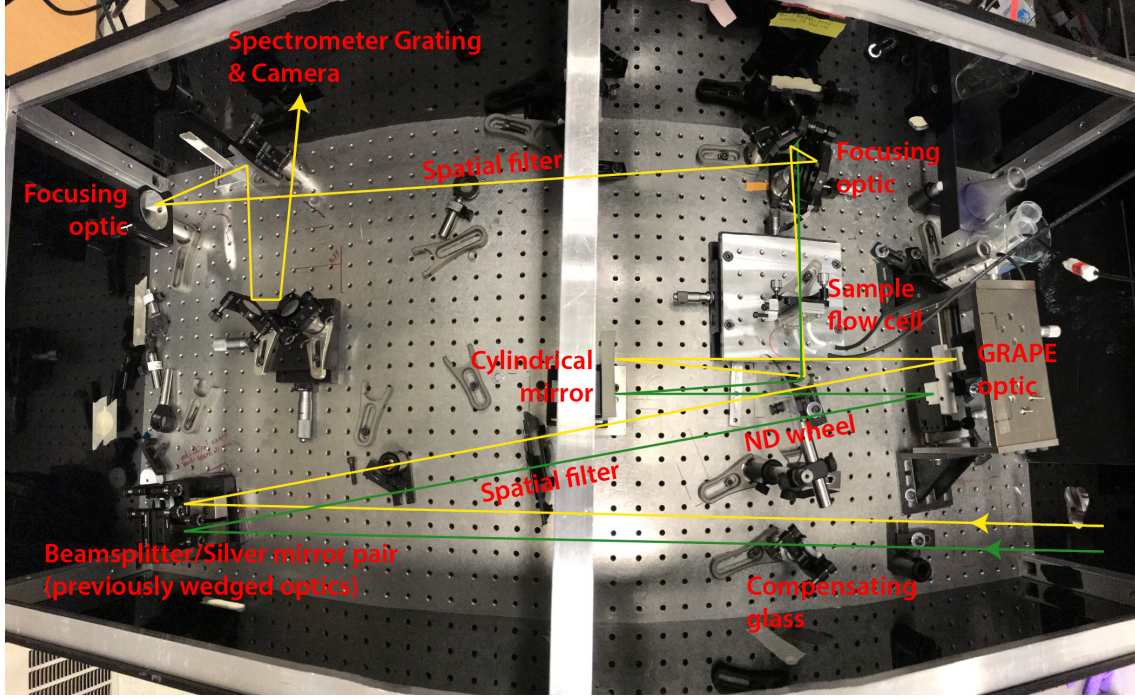 Spectrometer Grating
& Camera
Spatial filter
Focusing
optic
Focusing
optic
Sample
flow cell
Cylindrical
mirror
GRAPE
optic
ND wheel
Spatial filter
Beamsplitter/Silver mirror pair
(previously wedged optics)
Compensating
glass